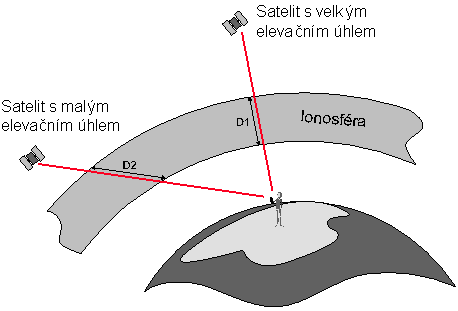 Satelit s velkým
elevačním úhlem
Satelit s malým
elevačním úhlem
D1
Ionosféra
D2